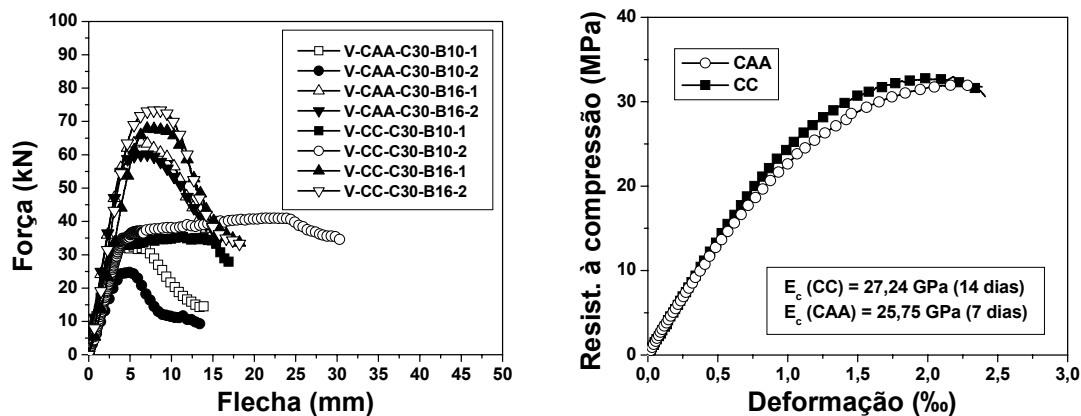 Força (kN)
100
90
80
70
60
50
40
30
20
10
0
0 5 10 15 20 25 30 35 40 45 50
Flecha (mm)
V-CAA-C30-B10-1
V-CAA-C30-B10-2
V-CAA-C30-B16-1
V-CAA-C30-B16-2
V-CC-C30-B10-1
V-CC-C30-B10-2
V-CC-C30-B16-1
V-CC-C30-B16-2
Resist. à compressão (MPa)
40
30
20
10
0
0,0 0,5 1,0 1,5 2,0 2,5 3,0
Deformação (‰)
CAA
CC
E_c (CC) = 27,24 GPa (14 dias)
E_c (CAA) = 25,75 GPa (7 dias)